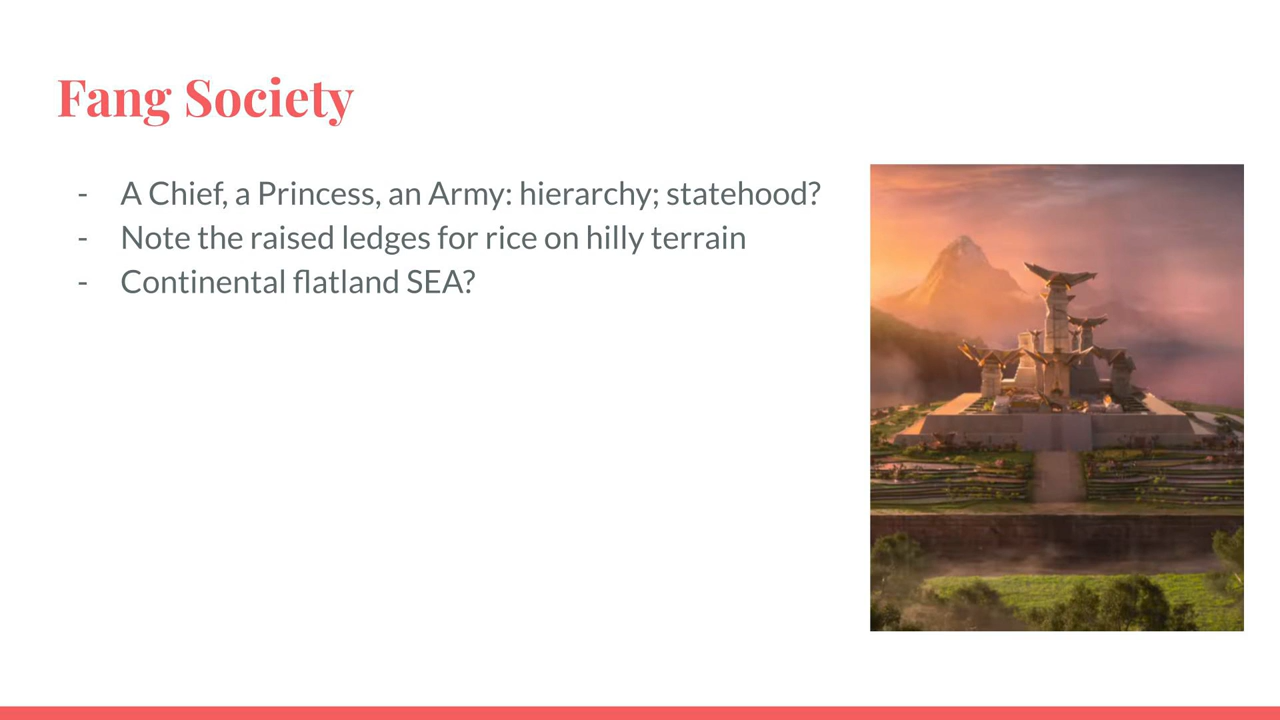 Fang Society
- A Chief, a Princess, an Army: hierarchy; statehood?
- Note the raised ledges for rice on hilly terrain
- Continental flatland SEA?